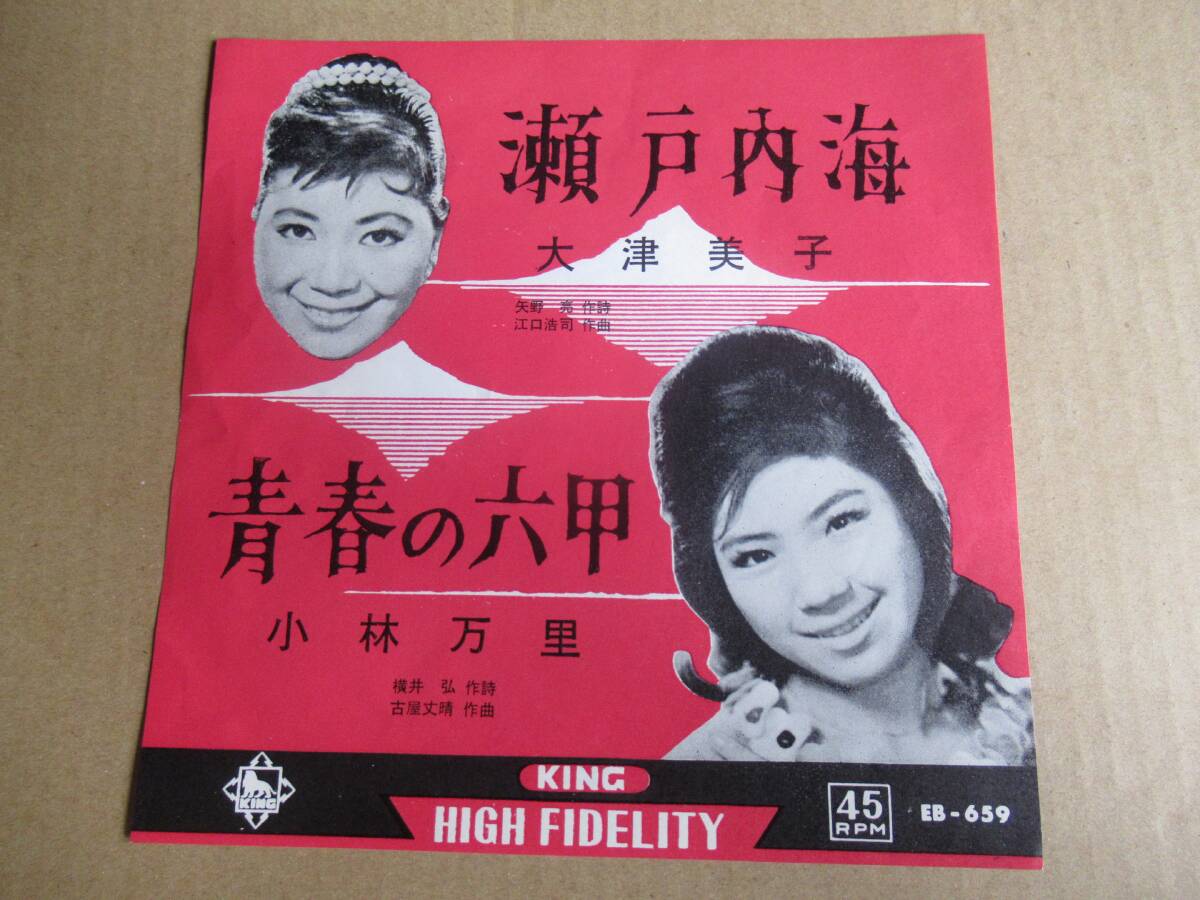 瀬戸内海
大津美子
矢野 亮 作詩
江口浩司 作曲
青春の六甲
小林万里
横井 弘 作詩
古屋丈晴 作曲
KING
KING
HIGH FIDELITY
45
RPM
EB-659